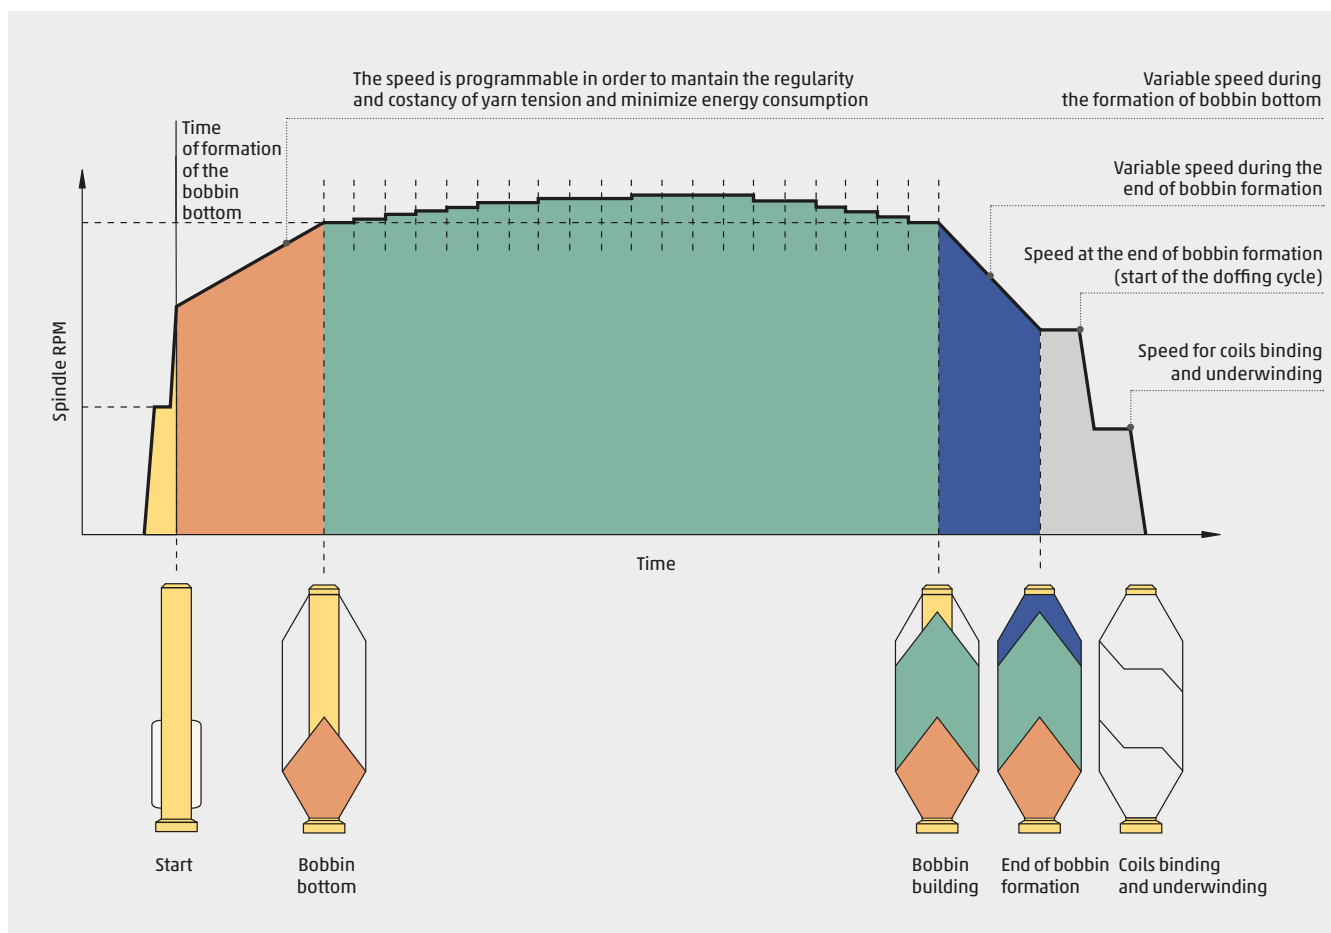 The speed is programmable in order to mantain the regularity
and costancy of yarn tension and minimize energy consumption
Variable speed during
the formation of bobbin bottom
Time
of formation
of the
bobbin
bottom
Variable speed during the
end of bobbin formation
Speed at the end of bobbin formation
(start of the doffing cycle)
Speed for coils binding
and underwinding
Spindle RPM
Time
Start
Bobbin
bottom
Bobbin
building
End of bobbin
formation
Coils binding
and underwinding